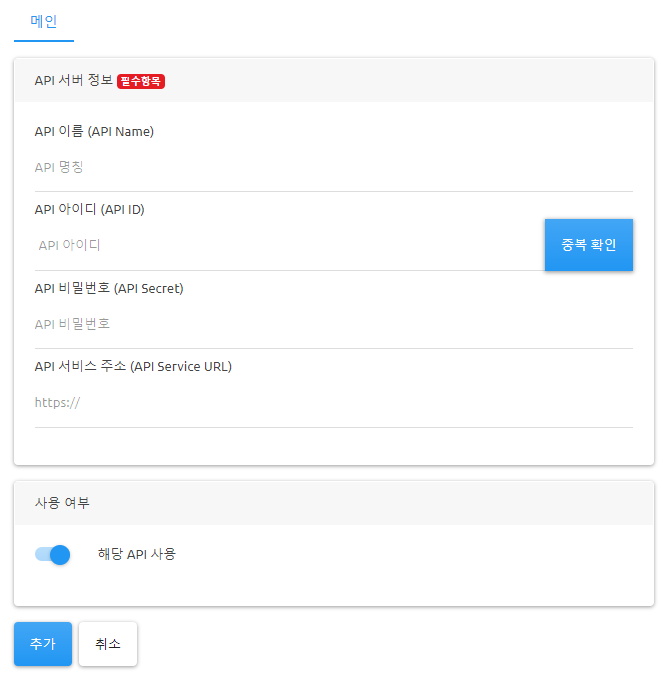 메인
API 서버 정보 필수항목
API 이름 (API Name)
API 명칭
API 아이디 (API ID)
API 아이디 중복 확인
API 비밀번호 (API Secret)
API 비밀번호
API 서비스 주소 (API Service URL)
https://
사용 여부
해당 API 사용
추가 취소